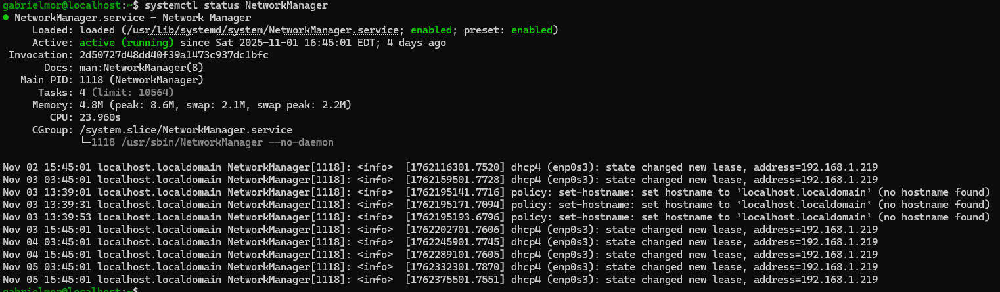 gabrielmor@localhost:~$ systemctl status NetworkManager
● NetworkManager.service - Network Manager
     Loaded: loaded (/usr/lib/systemd/system/NetworkManager.service; enabled; preset: enabled)
     Active: active (running) since Sat 2025-11-01 16:45:01 EDT; 4 days ago
 Invocation: 2d50727d48dd40f39a1473c937dc1bfc
       Docs: man:NetworkManager(8)
   Main PID: 1118 (NetworkManager)
      Tasks: 4 (limit: 10564)
     Memory: 4.8M (peak: 8.6M, swap: 2.1M, swap peak: 2.2M)
        CPU: 23.960s
     CGroup: /system.slice/NetworkManager.service
             └─1118 /usr/sbin/NetworkManager --no-daemon

Nov 02 15:45:01 localhost.localdomain NetworkManager[1118]: <info>  [1762116301.7520] dhcp4 (enp0s3): state changed new lease, address=192.168.1.219
Nov 03 03:45:01 localhost.localdomain NetworkManager[1118]: <info>  [1762159501.7728] dhcp4 (enp0s3): state changed new lease, address=192.168.1.219
Nov 03 13:39:01 localhost.localdomain NetworkManager[1118]: <info>  [1762195141.7716] policy: set-hostname: set hostname to 'localhost.localdomain' (no hostname found)
Nov 03 13:39:31 localhost.localdomain NetworkManager[1118]: <info>  [1762195171.7094] policy: set-hostname: set hostname to 'localhost.localdomain' (no hostname found)
Nov 03 13:39:53 localhost.localdomain NetworkManager[1118]: <info>  [1762195193.6796] policy: set-hostname: set hostname to 'localhost.localdomain' (no hostname found)
Nov 03 15:45:01 localhost.localdomain NetworkManager[1118]: <info>  [1762202701.7606] dhcp4 (enp0s3): state changed new lease, address=192.168.1.219
Nov 04 03:45:01 localhost.localdomain NetworkManager[1118]: <info>  [1762245901.7745] dhcp4 (enp0s3): state changed new lease, address=192.168.1.219
Nov 04 15:45:01 localhost.localdomain NetworkManager[1118]: <info>  [1762289101.7605] dhcp4 (enp0s3): state changed new lease, address=192.168.1.219
Nov 05 03:45:01 localhost.localdomain NetworkManager[1118]: <info>  [1762332301.7870] dhcp4 (enp0s3): state changed new lease, address=192.168.1.219
Nov 05 15:45:01 localhost.localdomain NetworkManager[1118]: <info>  [1762375501.7551] dhcp4 (enp0s3): state changed new lease, address=192.168.1.219
gabrielmor@localhost:~$